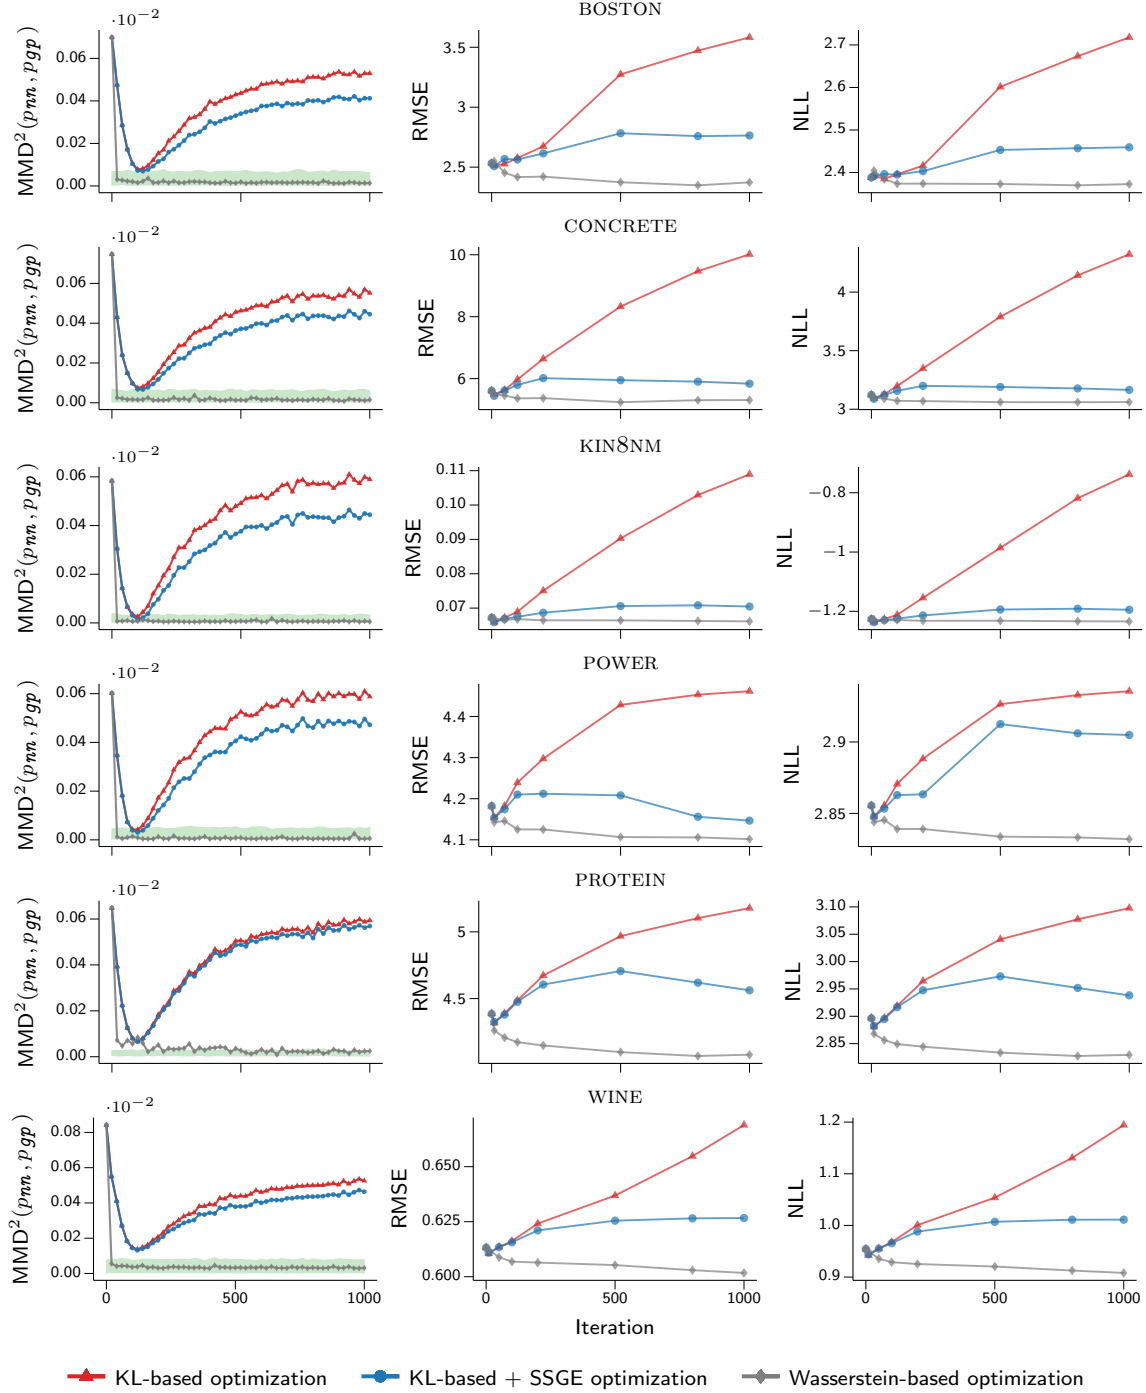 BOSTON
·10−2
MMD2(pnn, pgp)
0.06
0.04
0.02
0.00
RMSE
3.5
3
2.5
NLL
2.7
2.6
2.5
2.4
CONCRETE
·10−2
MMD2(pnn, pgp)
0.06
0.04
0.02
0.00
RMSE
10
8
6
NLL
4
3.5
3
KIN8NM
·10−2
MMD2(pnn, pgp)
0.06
0.04
0.02
0.00
RMSE
0.11
0.10
0.09
0.08
0.07
NLL
−0.8
−1
−1.2
POWER
·10−2
MMD2(pnn, pgp)
0.06
0.04
0.02
0.00
RMSE
4.4
4.3
4.2
4.1
NLL
2.9
2.85
PROTEIN
·10−2
MMD2(pnn, pgp)
0.06
0.04
0.02
0.00
RMSE
5
4.5
NLL
3.10
3.05
3.00
2.95
2.90
2.85
WINE
·10−2
MMD2(pnn, pgp)
0.08
0.06
0.04
0.02
0.00
RMSE
0.650
0.625
0.600
NLL
1.2
1.1
1.0
0.9
0 500 1000
0 500 1000
0 500 1000
Iteration
KL-based optimization KL-based + SSGE optimization Wasserstein-based optimization